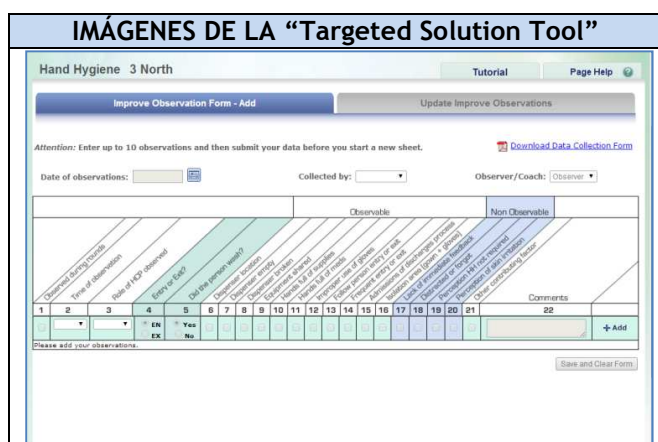 IMÁGENES DE LA “Targeted Solution Tool”
Hand Hygiene 3 North
Tutorial
Page Help
Improve Observation Form - Add
Update Improve Observations
Attention: Enter up to 10 observations and then submit your data before you start a new sheet.
Download Data Collection Form
Date of observations:
Collected by:
Observer/Coach: Observer
Observable
Non Observable
Observed during rounds
Time of observation
Role of HCP observed
Entry or Exit?
Did the person wash?
Dispenser location
Dispenser empty
Dispenser broken
Equipment shared
Hands full of supplies
Hands full of meds
Improper use of gloves
Follow person entry or exit
Frequent entry or exit
Admissions of discharges process
Isolation area (gown + gloves)
Lack of immediate feedback
Distracted or forgot
Perception HH not required
Perception of skin irritation
Other contributing factor
Comments
1 2 3 4 5 6 7 8 9 10 11 12 13 14 15 16 17 18 19 20 21 22
EN Yes
EX No
+ Add
Please add your observations.
Save and Clear Form